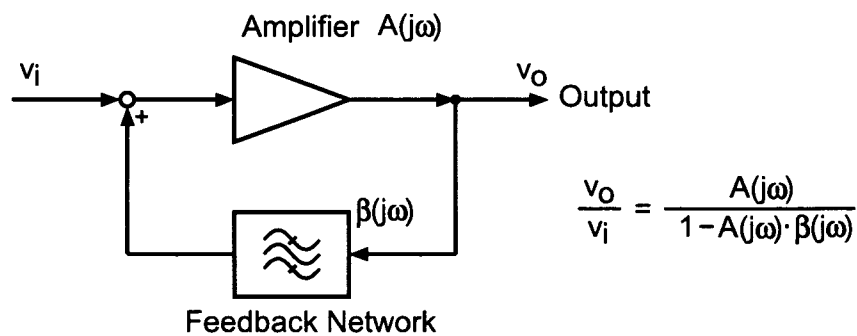 Amplifier A(jω)
v_i
v_o
Output
+
β(jω)
Feedback Network
v_o / v_i = A(jω) / 1−A(jω)·β(jω)